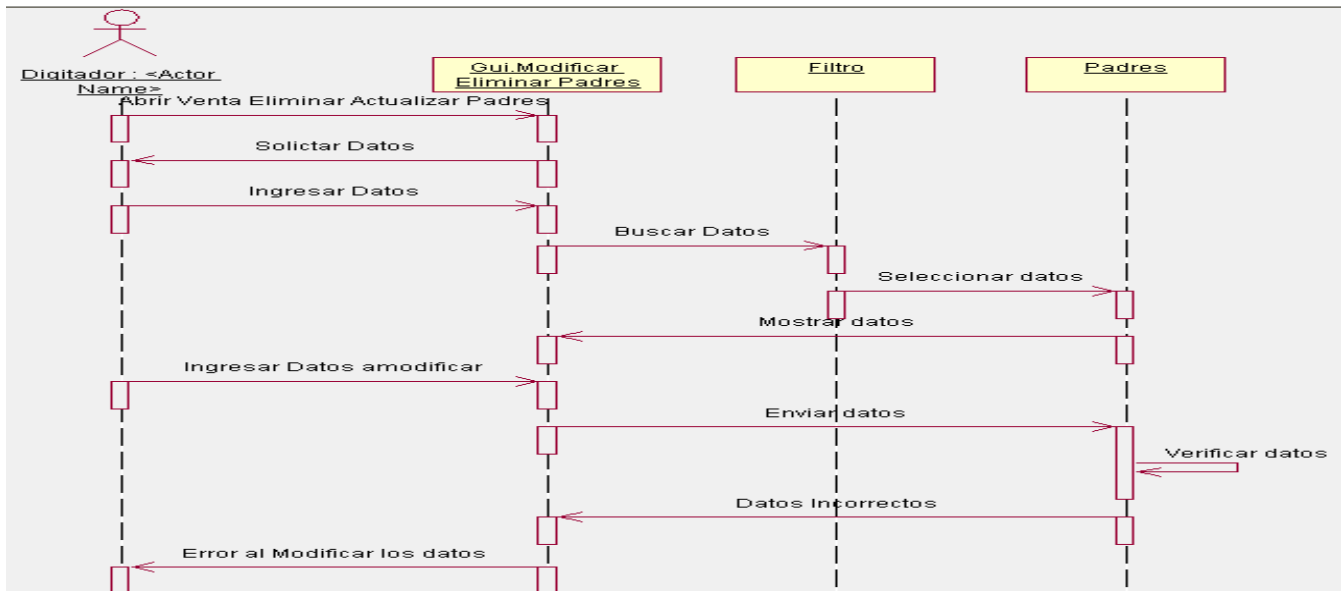 Digitador : <Actor
Name>
Gui.Modificar
Eliminar Padres
Filtro
Padres
Abrir Venta Eliminar Actualizar Padres
Solictar Datos
Ingresar Datos
Buscar Datos
Seleccionar datos
Mostrar datos
Ingresar Datos amodificar
Enviar datos
Verificar datos
Datos Incorrectos
Error al Modificar los datos